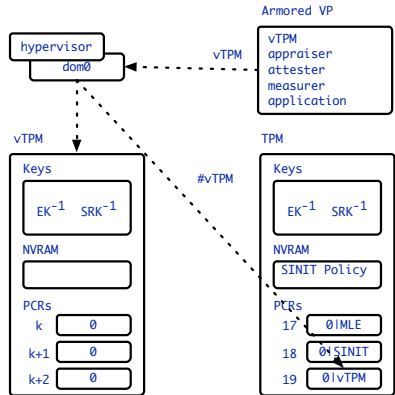 Armored VP
hypervisor
dom0
vTPM
vTPM
appraiser
attester
measurer
application
vTPM
Keys
EK-1 SRK-1
NVRAM
PCRs
k 0
k+1 0
k+2 0
#vTPM
TPM
Keys
EK-1 SRK-1
NVRAM
SINIT Policy
PCRs
17 0|MLE
18 0|SINIT
19 0|vTPM